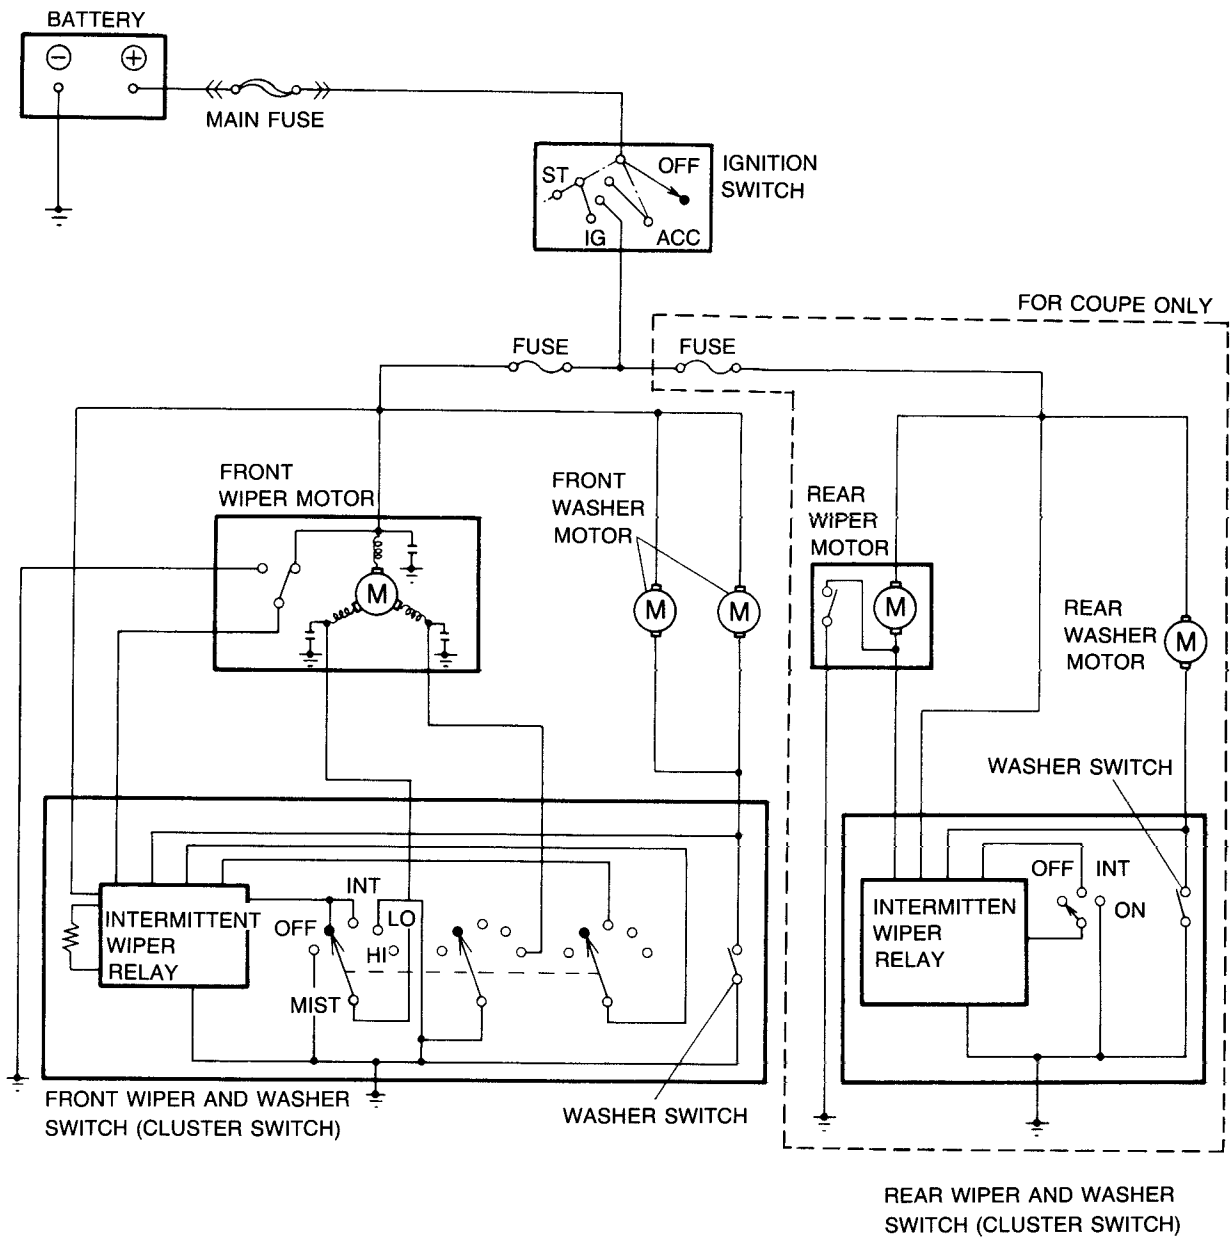 BATTERY
− +
MAIN FUSE
ST
OFF
IG
ACC
IGNITION
SWITCH
FOR COUPE ONLY
FUSE
FUSE
FRONT
WIPER MOTOR
M
FRONT
WASHER
MOTOR
M
M
REAR
WIPER
MOTOR
M
REAR
WASHER
MOTOR
M
WASHER SWITCH
INTERMITTENT
WIPER
RELAY
OFF
INT
LO
HI
MIST
INTERMITTEN
WIPER
RELAY
OFF
INT
ON
FRONT WIPER AND WASHER
SWITCH (CLUSTER SWITCH)
WASHER SWITCH
REAR WIPER AND WASHER
SWITCH (CLUSTER SWITCH)